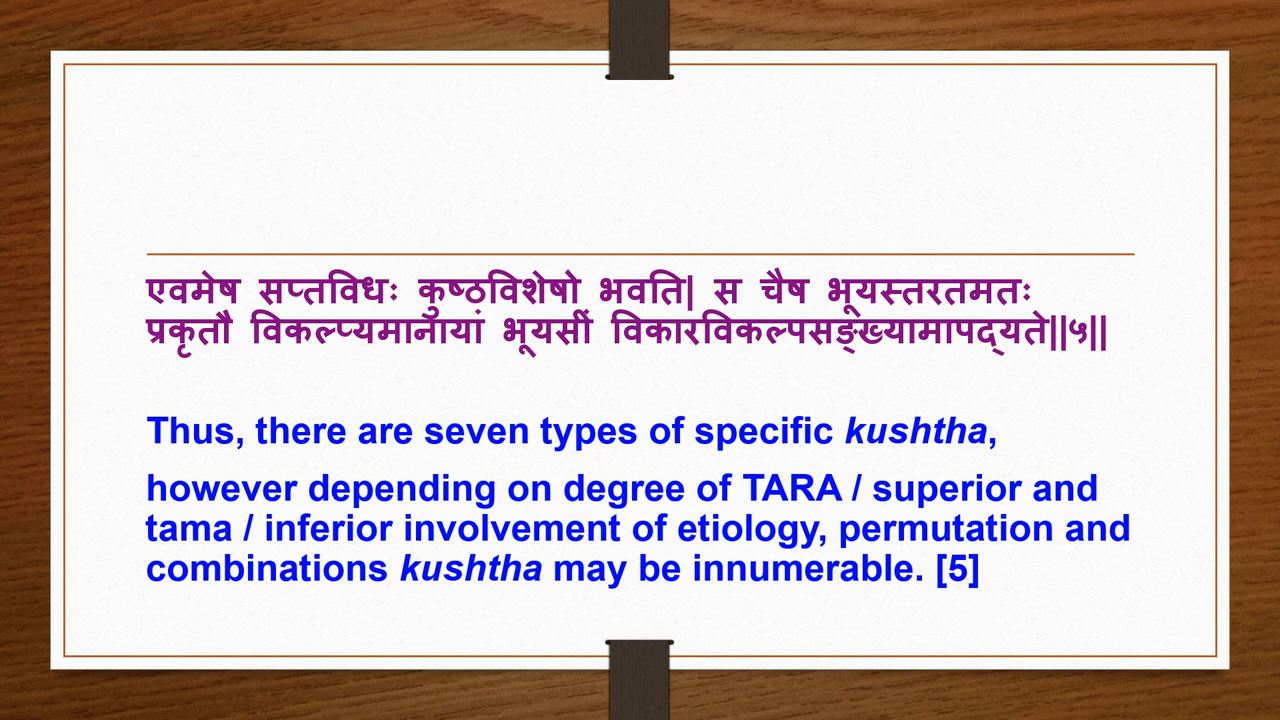 एवमेष सप्तविधः कुष्ठविशेषो भवति| स चैष भूयस्तरतमतः
प्रकृतौ विकल्प्यमानायां भूयसीं विकारविकल्पसङ्ख्यामापद्यते||५||
Thus, there are seven types of specific kushtha,
however depending on degree of TARA / superior and
tama / inferior involvement of etiology, permutation and
combinations kushtha may be innumerable. [5]